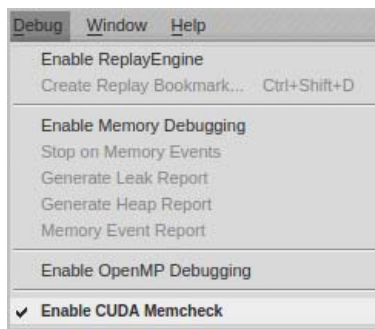 Debug Window Help
Enable ReplayEngine
Create Replay Bookmark... Ctrl+Shift+D
Enable Memory Debugging
Stop on Memory Events
Generate Leak Report
Generate Heap Report
Memory Event Report
Enable OpenMP Debugging
✓ Enable CUDA Memcheck